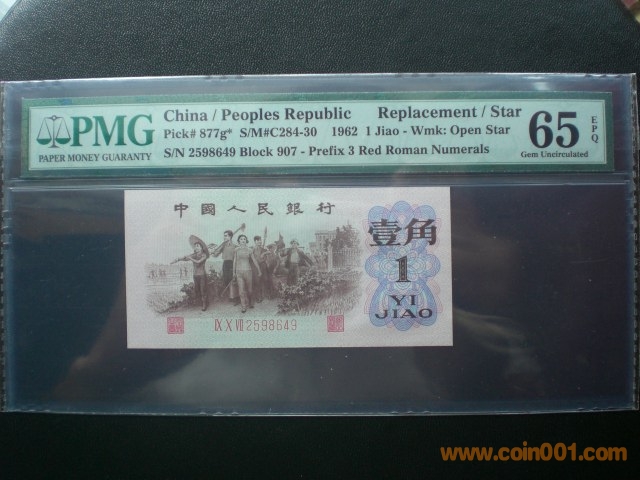 PMG
PAPER MONEY GUARANTY
China / Peoples Republic Replacement / Star
Pick# 877g* S/M#C284-30 1962 1 Jiao - Wmk: Open Star
S/N 2598649 Block 907 - Prefix 3 Red Roman Numerals
65 EPQ
Gem Uncirculated
中國人民銀行
壹角
1
YI
JIAO
IX X VII 2598649
www.coin001.com